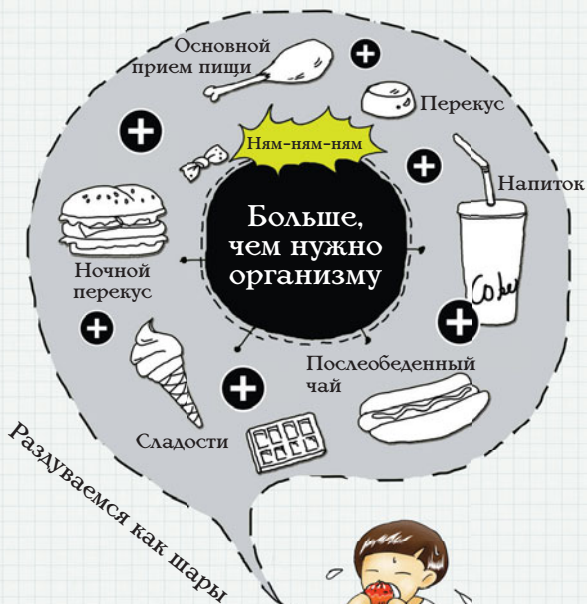 Основной
прием пищи
Перекус
Ням-ням-ням
Напиток
Больше,
чем нужно
организму
Ночной
перекус
Coke
Послеобеденный
чай
Сладости
Раздуваемся как шары